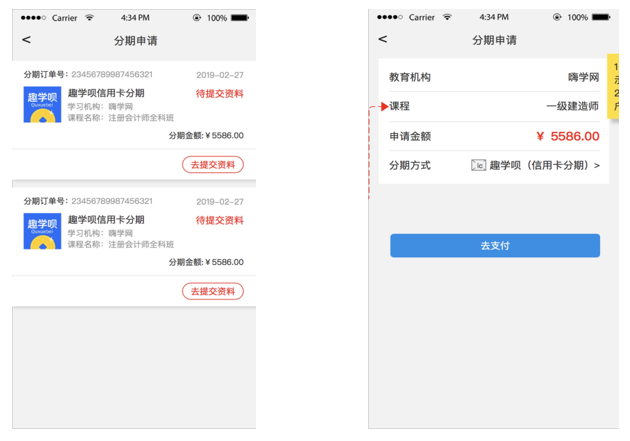 Carrier 4:34 PM 100%
< 分期申请
分期订单号: 23456789987456321 2019-02-27
趣学呗
Quxuebei
趣学呗信用卡分期 待提交资料
学习机构: 嗨学网
课程名称: 注册会计师全科班
分期金额: ¥ 5586.00
去提交资料
分期订单号: 23456789987456321 2019-02-27
趣学呗
Quxuebei
趣学呗信用卡分期 待提交资料
学习机构: 嗨学网
课程名称: 注册会计师全科班
分期金额: ¥ 5586.00
去提交资料
Carrier 4:34 PM 100%
< 分期申请
教育机构 嗨学网
课程 一级建造师
申请金额 ¥ 5586.00
分期方式 ic 趣学呗（信用卡分期）>
去支付
1
2